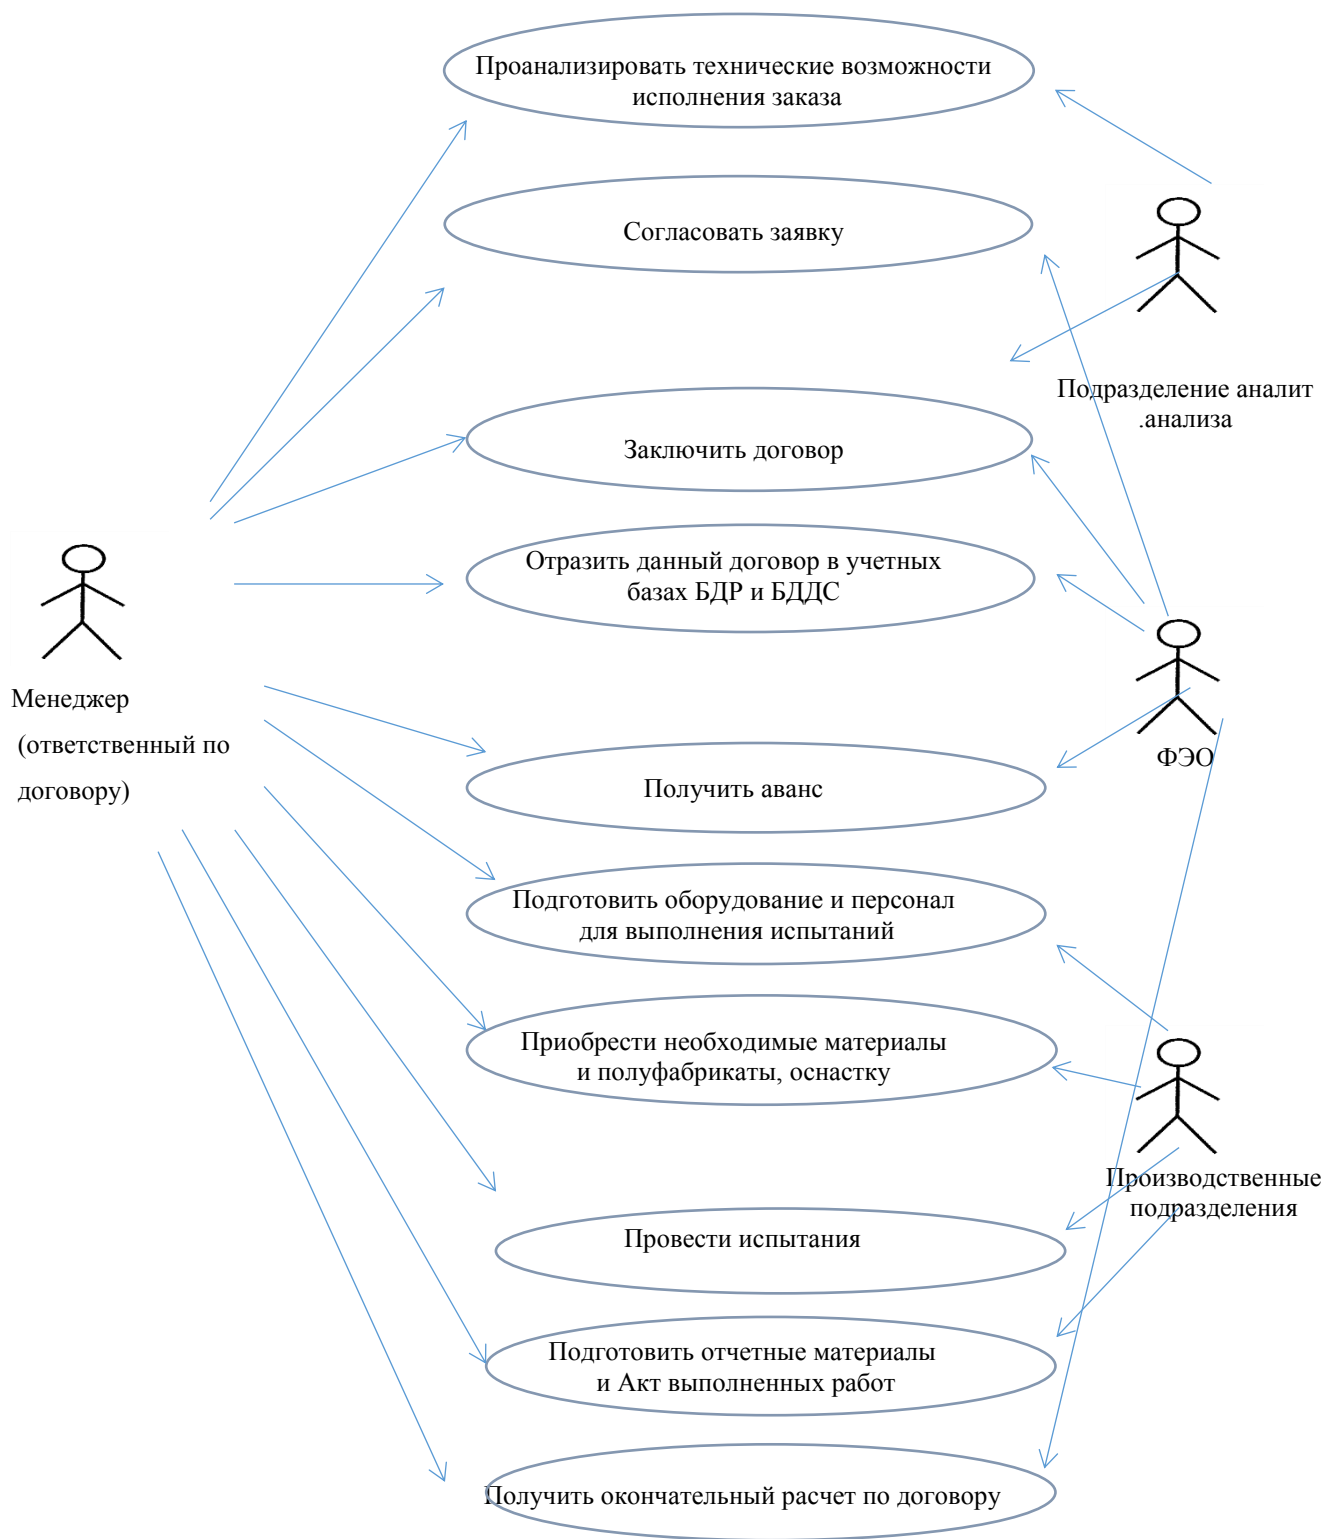 Проанализировать технические возможности
исполнения заказа
Согласовать заявку
Подразделение аналит
.анализа
Заключить договор
Отразить данный договор в учетных
базах БДР и БДДС
Менеджер
(ответственный по
договору)
ФЭО
Получить аванс
Подготовить оборудование и персонал
для выполнения испытаний
Приобрести необходимые материалы
и полуфабрикаты, оснастку
Производственные
подразделения
Провести испытания
Подготовить отчетные материалы
и Акт выполненных работ
Получить окончательный расчет по договору